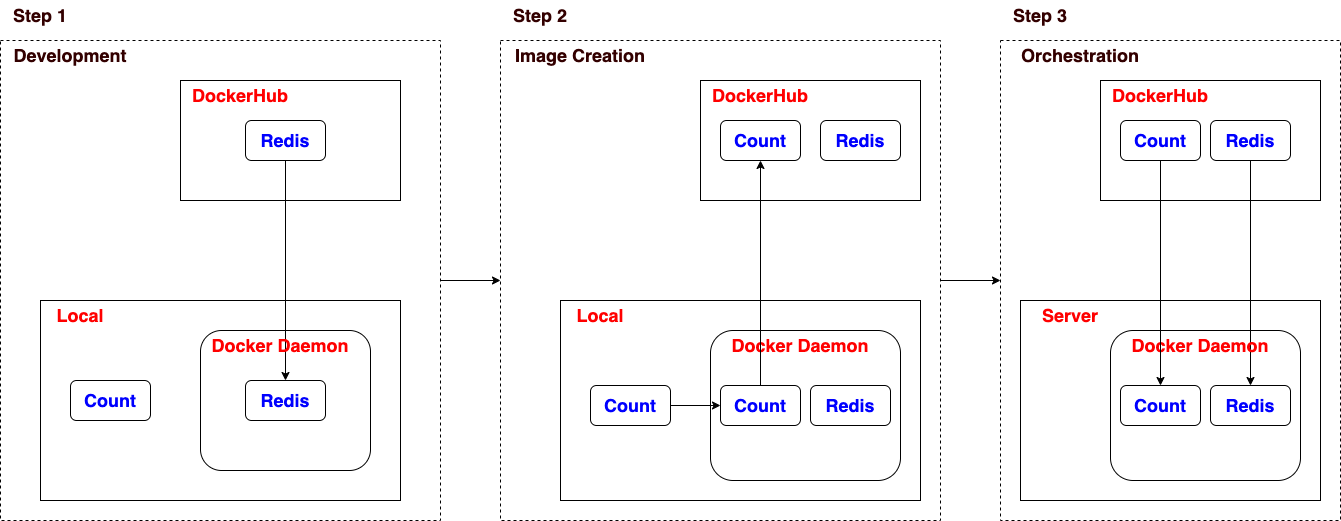 Step 1
Development
DockerHub
Redis
Local
Docker Daemon
Count
Redis
Step 2
Image Creation
DockerHub
Count
Redis
Local
Docker Daemon
Count
Count
Redis
Step 3
Orchestration
DockerHub
Count
Redis
Server
Docker Daemon
Count
Redis